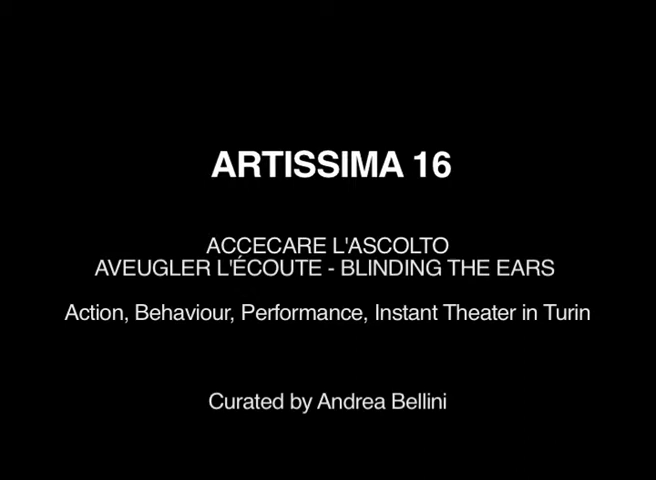 ARTISSIMA 16
ACCECARE L'ASCOLTO
AVEUGLER L'ÉCOUTE - BLINDING THE EARS
Action, Behaviour, Performance, Instant Theater in Turin
Curated by Andrea Bellini